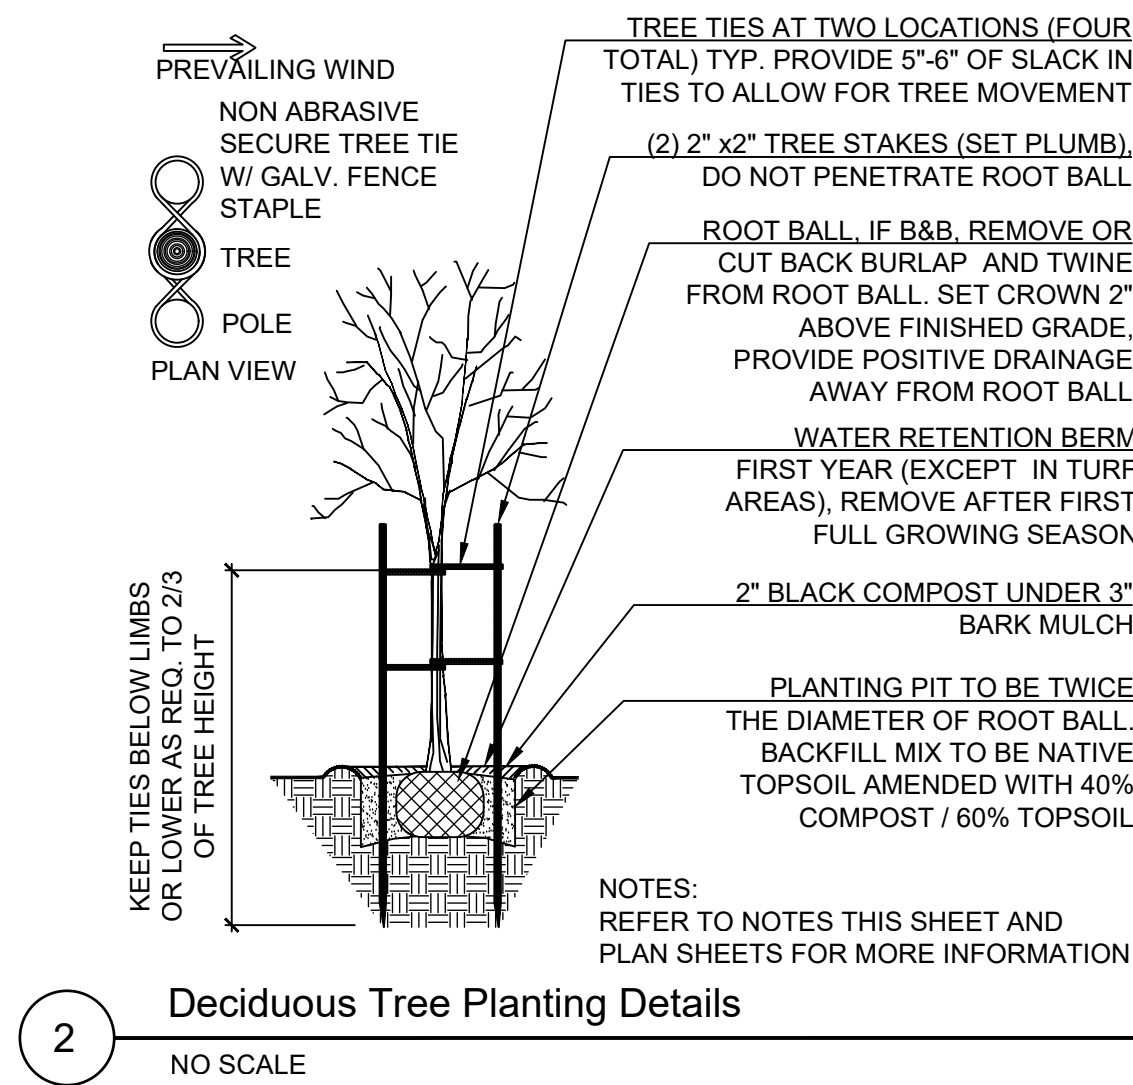 PREVAILING WIND
NON ABRASIVE
SECURE TREE TIE
W/ GALV. FENCE
STAPLE
TREE
POLE
PLAN VIEW
TREE TIES AT TWO LOCATIONS (FOUR
TOTAL) TYP. PROVIDE 5"-6" OF SLACK IN
TIES TO ALLOW FOR TREE MOVEMENT
(2) 2" x2" TREE STAKES (SET PLUMB),
DO NOT PENETRATE ROOT BALL
ROOT BALL, IF B&B, REMOVE OR
CUT BACK BURLAP AND TWINE
FROM ROOT BALL. SET CROWN 2"
ABOVE FINISHED GRADE,
PROVIDE POSITIVE DRAINAGE
AWAY FROM ROOT BALL
WATER RETENTION BERM
FIRST YEAR (EXCEPT IN TURF
AREAS), REMOVE AFTER FIRST
FULL GROWING SEASON
2" BLACK COMPOST UNDER 3"
BARK MULCH
PLANTING PIT TO BE TWICE
THE DIAMETER OF ROOT BALL.
BACKFILL MIX TO BE NATIVE
TOPSOIL AMENDED WITH 40%
COMPOST / 60% TOPSOIL
KEEP TIES BELOW LIMBS
OR LOWER AS REQ. TO 2/3
OF TREE HEIGHT
NOTES:
REFER TO NOTES THIS SHEET AND
PLAN SHEETS FOR MORE INFORMATION
2
Deciduous Tree Planting Details
NO SCALE